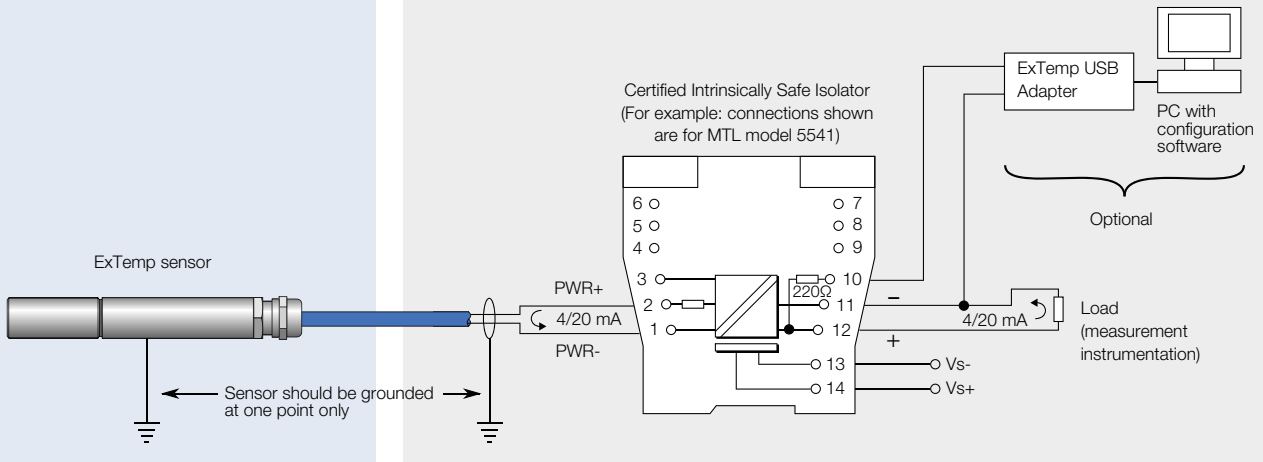 ExTemp USB
Adapter
PC with
configuration
software
Optional
Certified Intrinsically Safe Isolator
(For example: connections shown
are for MTL model 5541)
6
5
4
3
2
1
7
8
9
10
220Ω
11
12
13
14
ExTemp sensor
PWR+
4/20 mA
PWR-
–
4/20 mA
+
Load
(measurement
instrumentation)
Vs-
Vs+
Sensor should be grounded
at one point only